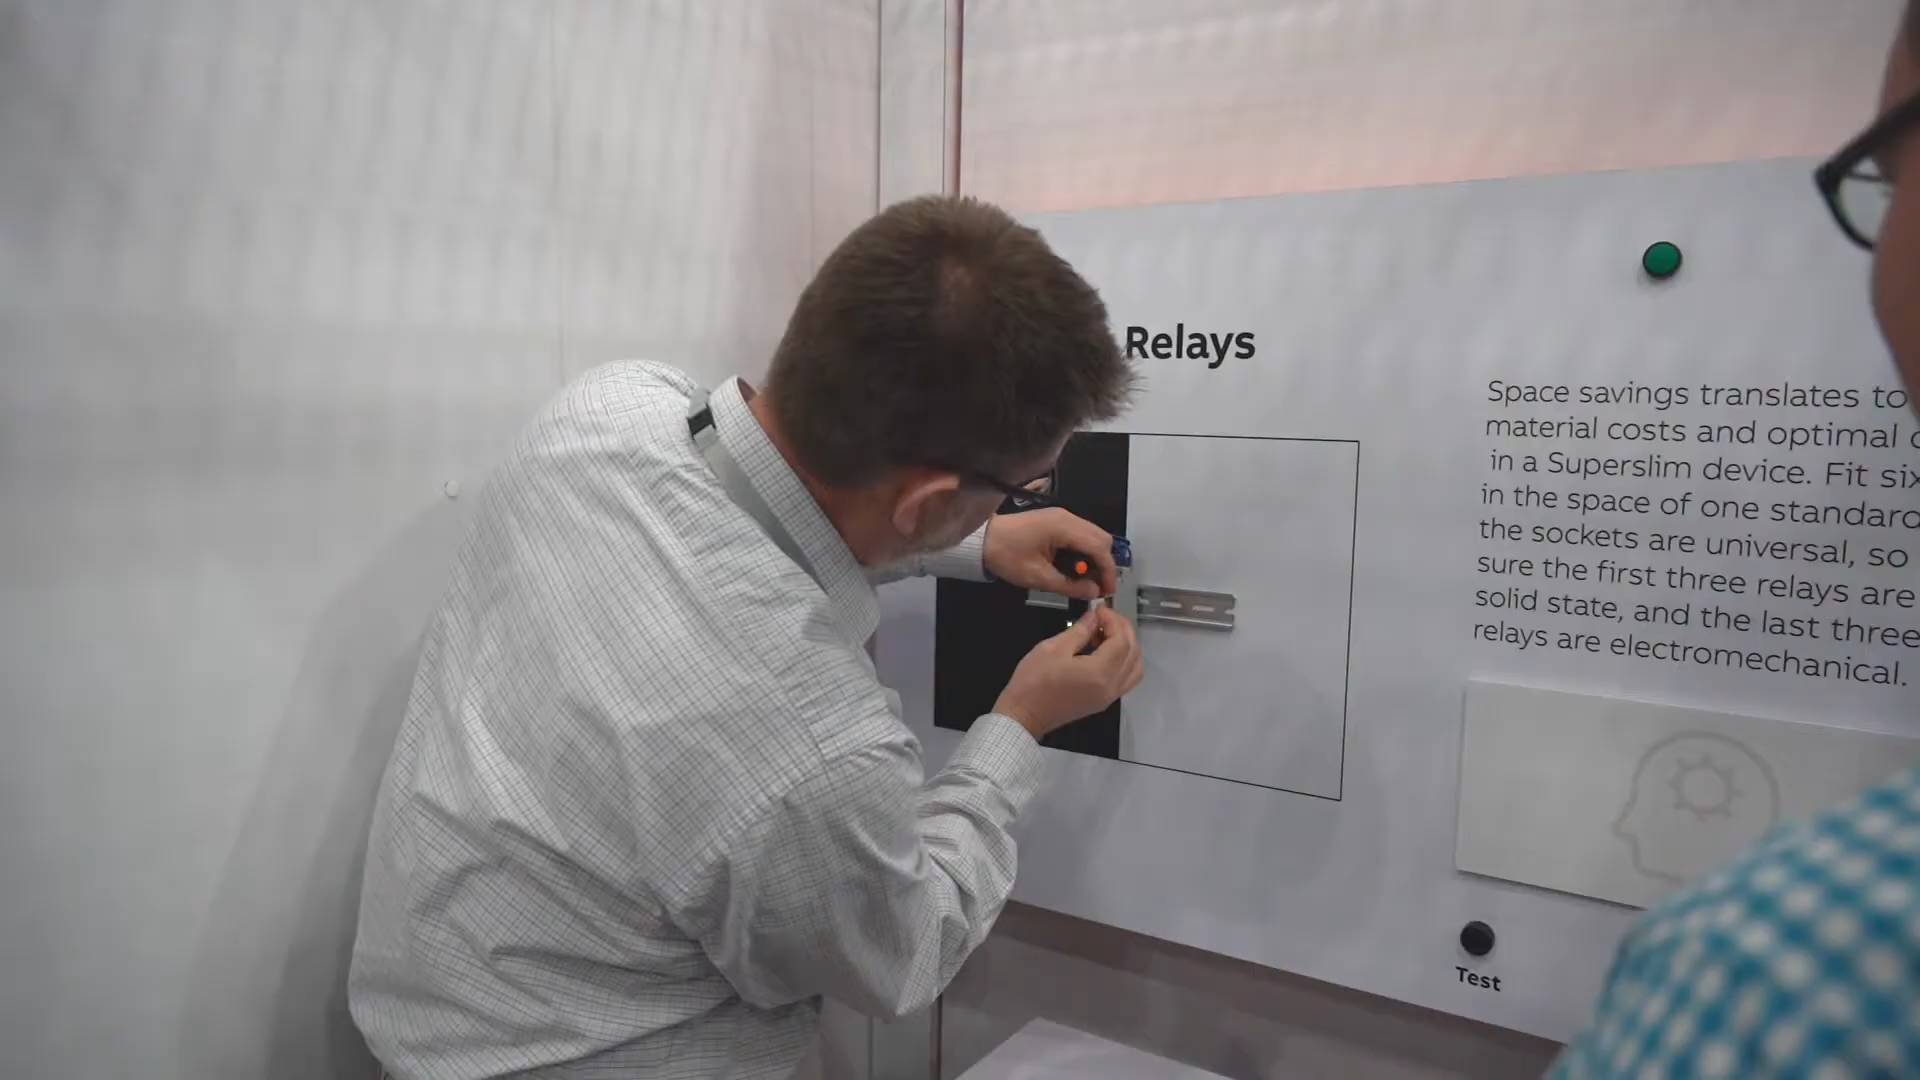 Relays
Space savings translates to
material costs and optimal
in a Superslim device. Fit six
in the space of one standard
the sockets are universal, so
sure the first three relays are
solid state, and the last three
relays are electromechanical.
Test